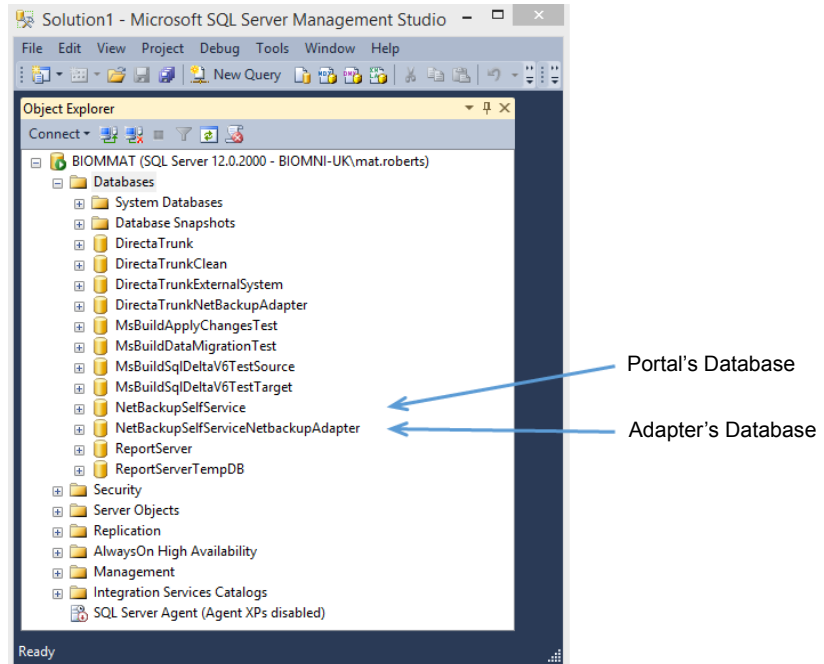 Solution1 - Microsoft SQL Server Management Studio
File Edit View Project Debug Tools Window Help
New Query
Object Explorer
Connect
BIOMMAT (SQL Server 12.0.2000 - BIOMNI-UK\mat.roberts)
Databases
System Databases
Database Snapshots
DirectaTrunk
DirectaTrunkClean
DirectaTrunkExternalSystem
DirectaTrunkNetBackupAdapter
MsBuildApplyChangesTest
MsBuildDataMigrationTest
MsBuildSqlDeltaV6TestSource
MsBuildSqlDeltaV6TestTarget
NetBackupSelfService
NetBackupSelfServiceNetbackupAdapter
ReportServer
ReportServerTempDB
Security
Server Objects
Replication
AlwaysOn High Availability
Management
Integration Services Catalogs
SQL Server Agent (Agent XPs disabled)
Ready
Portal's Database
Adapter's Database